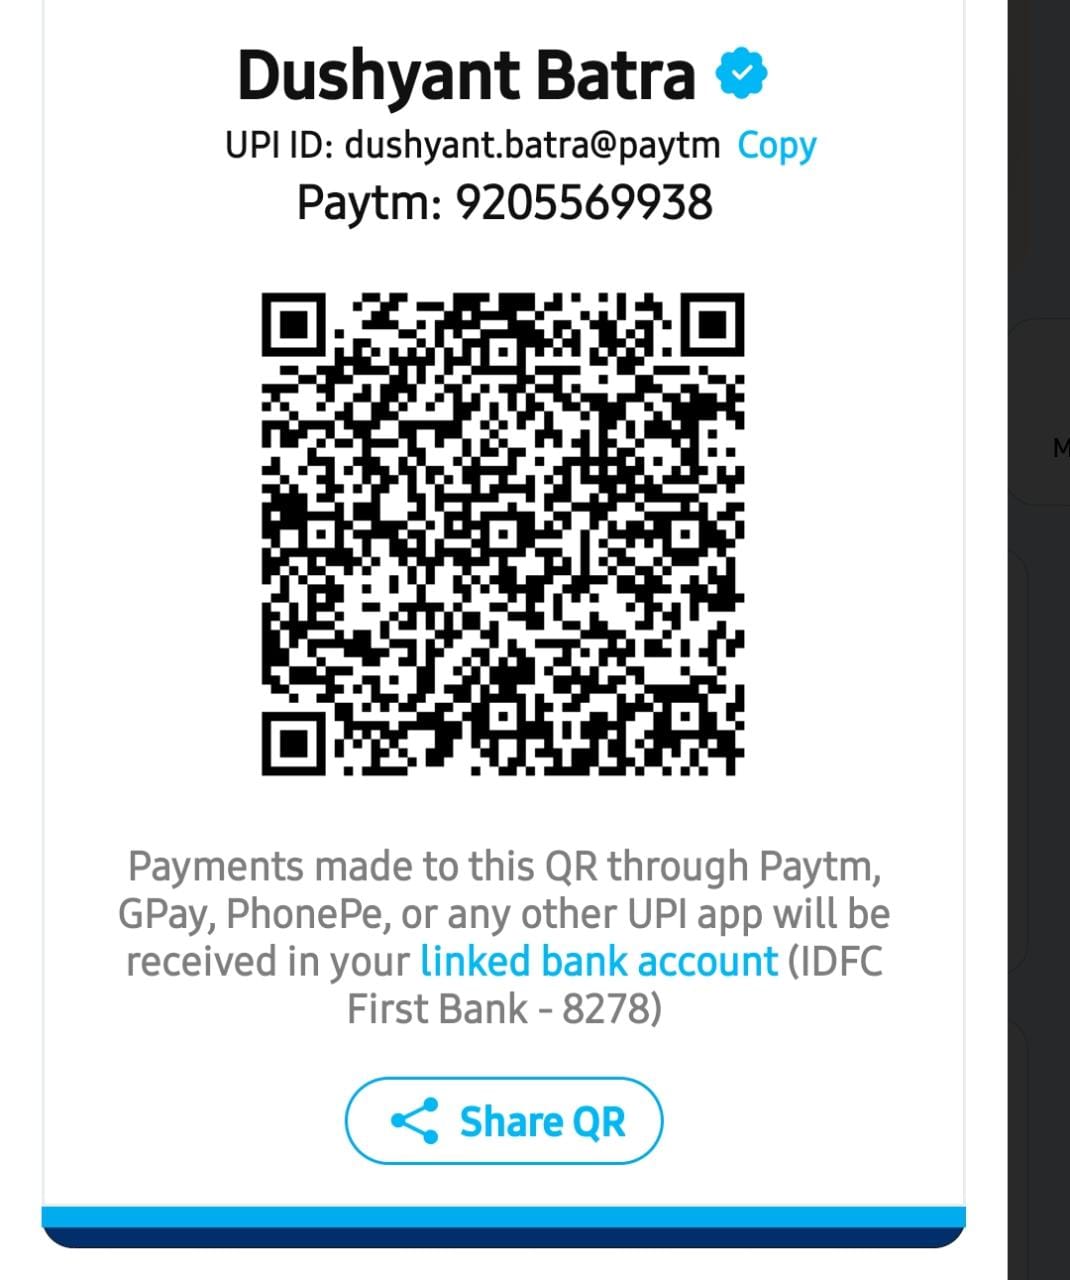 Dushyant Batra
UPI ID: dushyant.batra@paytm Copy
Paytm: 9205569938
M
Payments made to this QR through Paytm,
GPay, PhonePe, or any other UPI app will be
received in your linked bank account (IDFC
First Bank - 8278)
Share QR